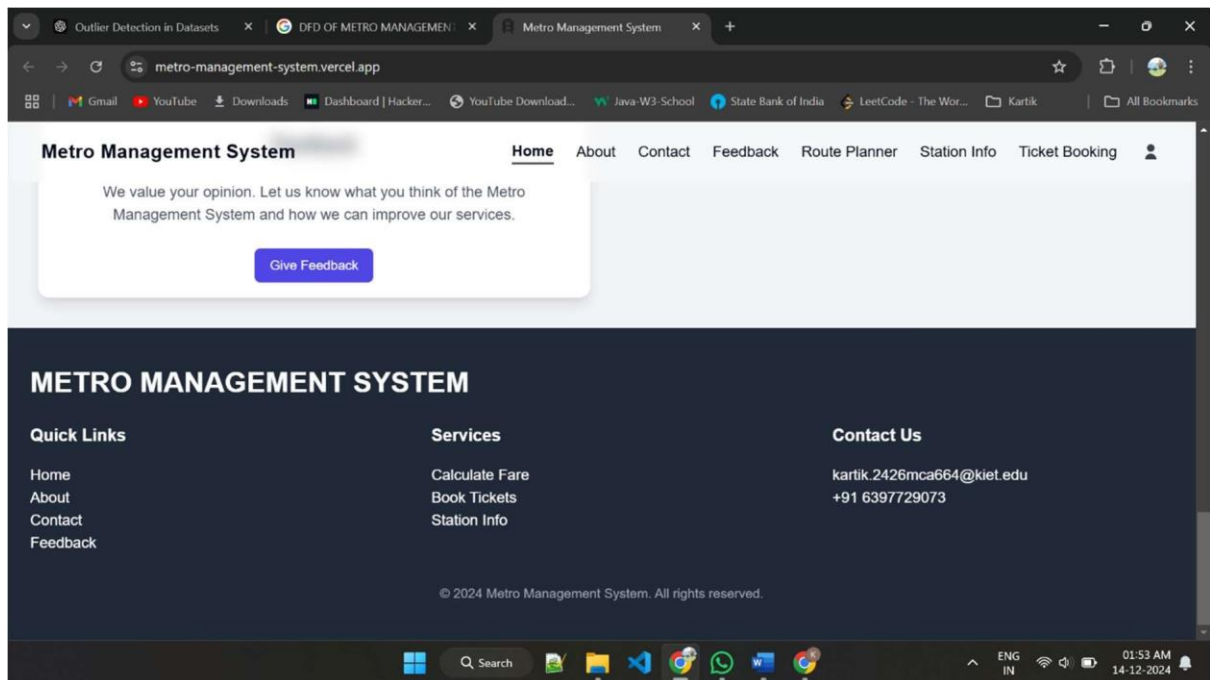 Outlier Detection in Datasets
DFD OF METRO MANAGEMEN
Metro Management System
metro-management-system.vercel.app
Gmail
YouTube
Downloads
Dashboard | Hacker...
YouTube Download...
Java-W3-School
State Bank of India
LeetCode - The Wor...
Kartik
All Bookmarks
Metro Management System
Home
About
Contact
Feedback
Route Planner
Station Info
Ticket Booking
We value your opinion. Let us know what you think of the Metro
Management System and how we can improve our services.
Give Feedback
METRO MANAGEMENT SYSTEM
Quick Links
Home
About
Contact
Feedback
Services
Calculate Fare
Book Tickets
Station Info
Contact Us
kartik.2426mca664@kiet.edu
+91 6397729073
© 2024 Metro Management System. All rights reserved.
Search
ENG
IN
01:53 AM
14-12-2024